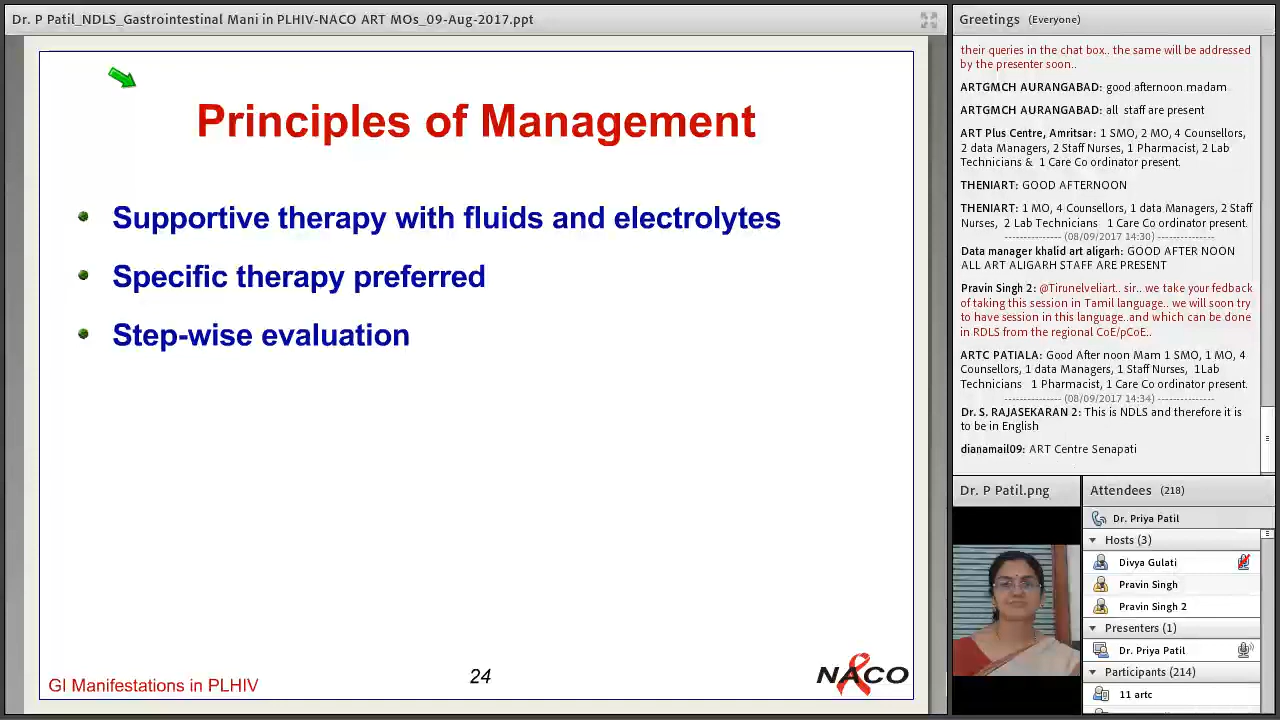 Dr. P Patil_NDLS_Gastrointestinal Mani in PLHIV-NACO ART MOs_09-Aug-2017.ppt
Principles of Management
Supportive therapy with fluids and electrolytes
Specific therapy preferred
Step-wise evaluation
GI Manifestations in PLHIV
24
NACO
Greetings (Everyone)
their queries in the chat box.. the same will be addressed
by the presenter soon..
ARTGMCH AURANGABAD: good afternoon madam
ARTGMCH AURANGABAD: all staff are present
ART Plus Centre, Amritsar: 1 SMO, 2 MO, 4 Counsellors,
2 data Managers, 2 Staff Nurses, 1 Pharmacist, 2 Lab
Technicians & 1 Care Co ordinator present.
THENIART: GOOD AFTERNOON
THENIART: 1 MO, 4 Counsellors, 1 data Managers, 2 Staff
Nurses, 2 Lab Technicians 1 Care Co ordinator present.
---------------- (08/09/2017 14:30) ----------------
Data manager khalid art aligarh: GOOD AFTER NOON
ALL ART ALIGARH STAFF ARE PRESENT
Pravin Singh 2: @Tirunelveliart.. sir.. we take your fedback
of taking this session in Tamil language.. we will soon try
to have session in this language..and which can be done
in RDLS from the regional CoE/pCoE..
ARTC PATIALA: Good After noon Mam 1 SMO, 1 MO, 4
Counsellors, 1 data Managers, 1 Staff Nurses, 1Lab
Technicians 1 Pharmacist, 1 Care Co ordinator present.
---------------- (08/09/2017 14:34) ----------------
Dr. S. RAJASEKARAN 2: This is NDLS and therefore it is
to be in English
dianamail09: ART Centre Senapati
Dr. P Patil.png
Attendees (218)
Dr. Priya Patil
Hosts (3)
Divya Gulati
Pravin Singh
Pravin Singh 2
Presenters (1)
Dr. Priya Patil
Participants (214)
11 artc